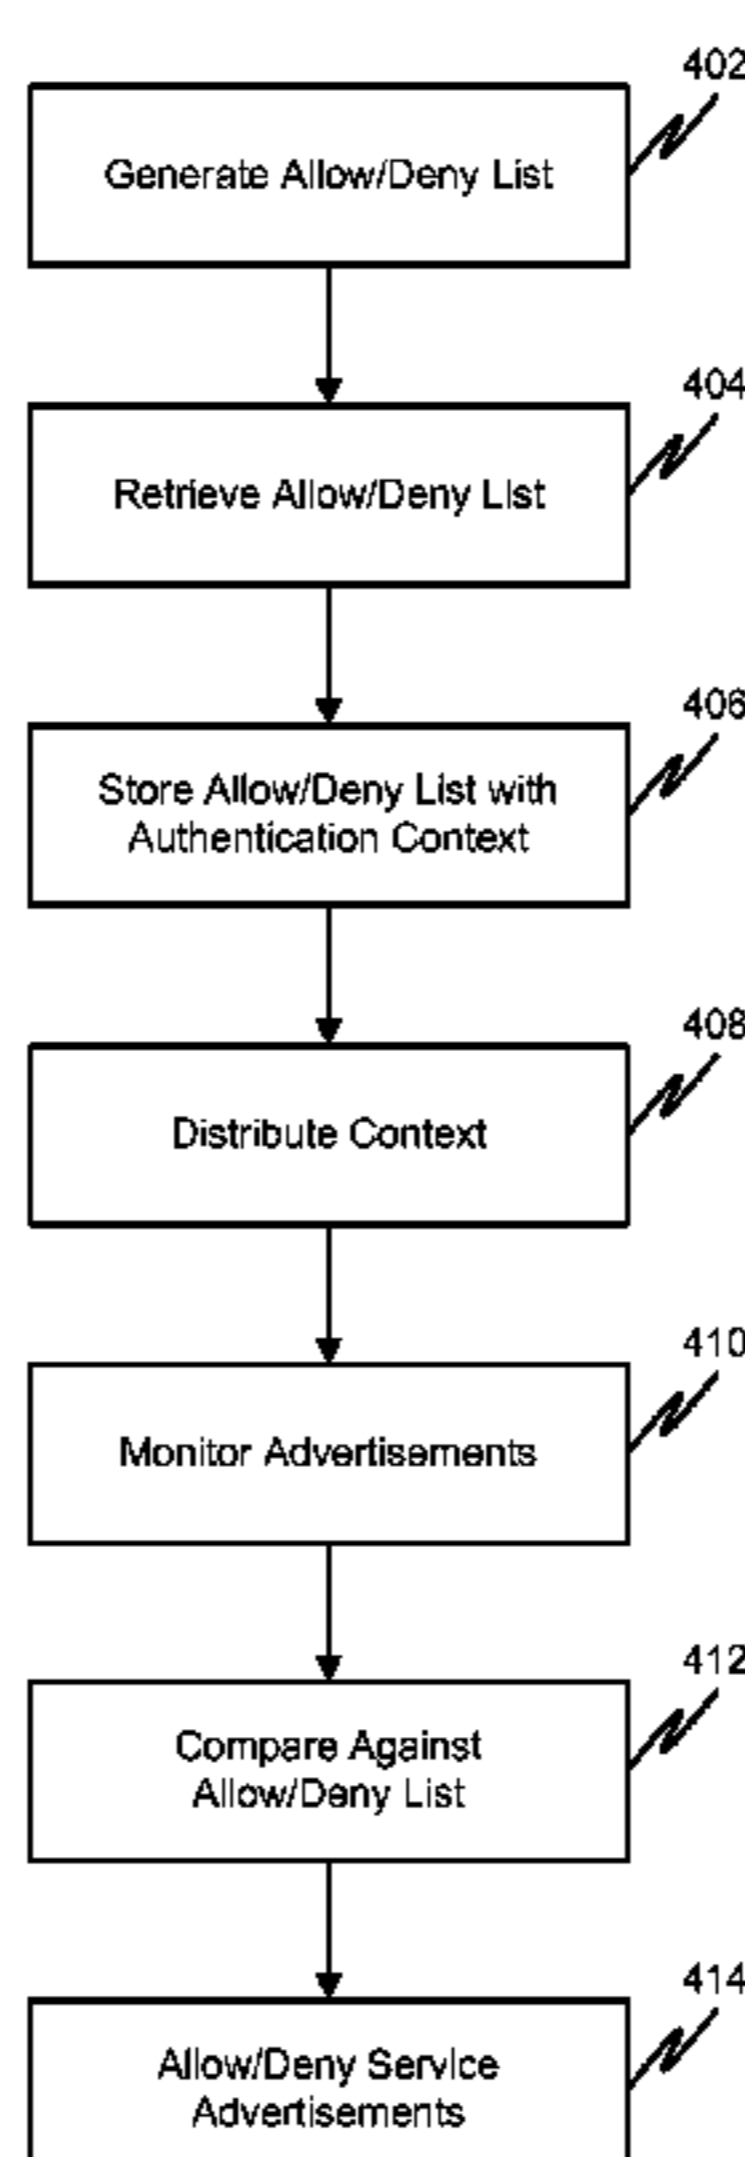 402
Generate Allow/Deny List
404
Retrieve Allow/Deny List
406
Store Allow/Deny List with
Authentication Context
408
Distribute Context
410
Monitor Advertisements
412
Compare Against
Allow/Deny List
414
Allow/Deny Service
Advertisements